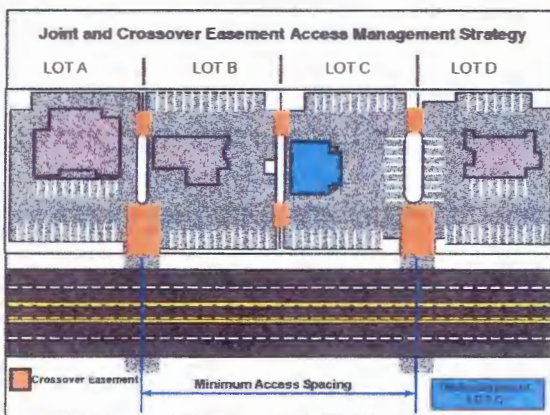 Joint and Crossover Easement Access Management Strategy
LOT A
LOT B
LOT C
LOT D
Crossover Easement
Minimum Access Spacing